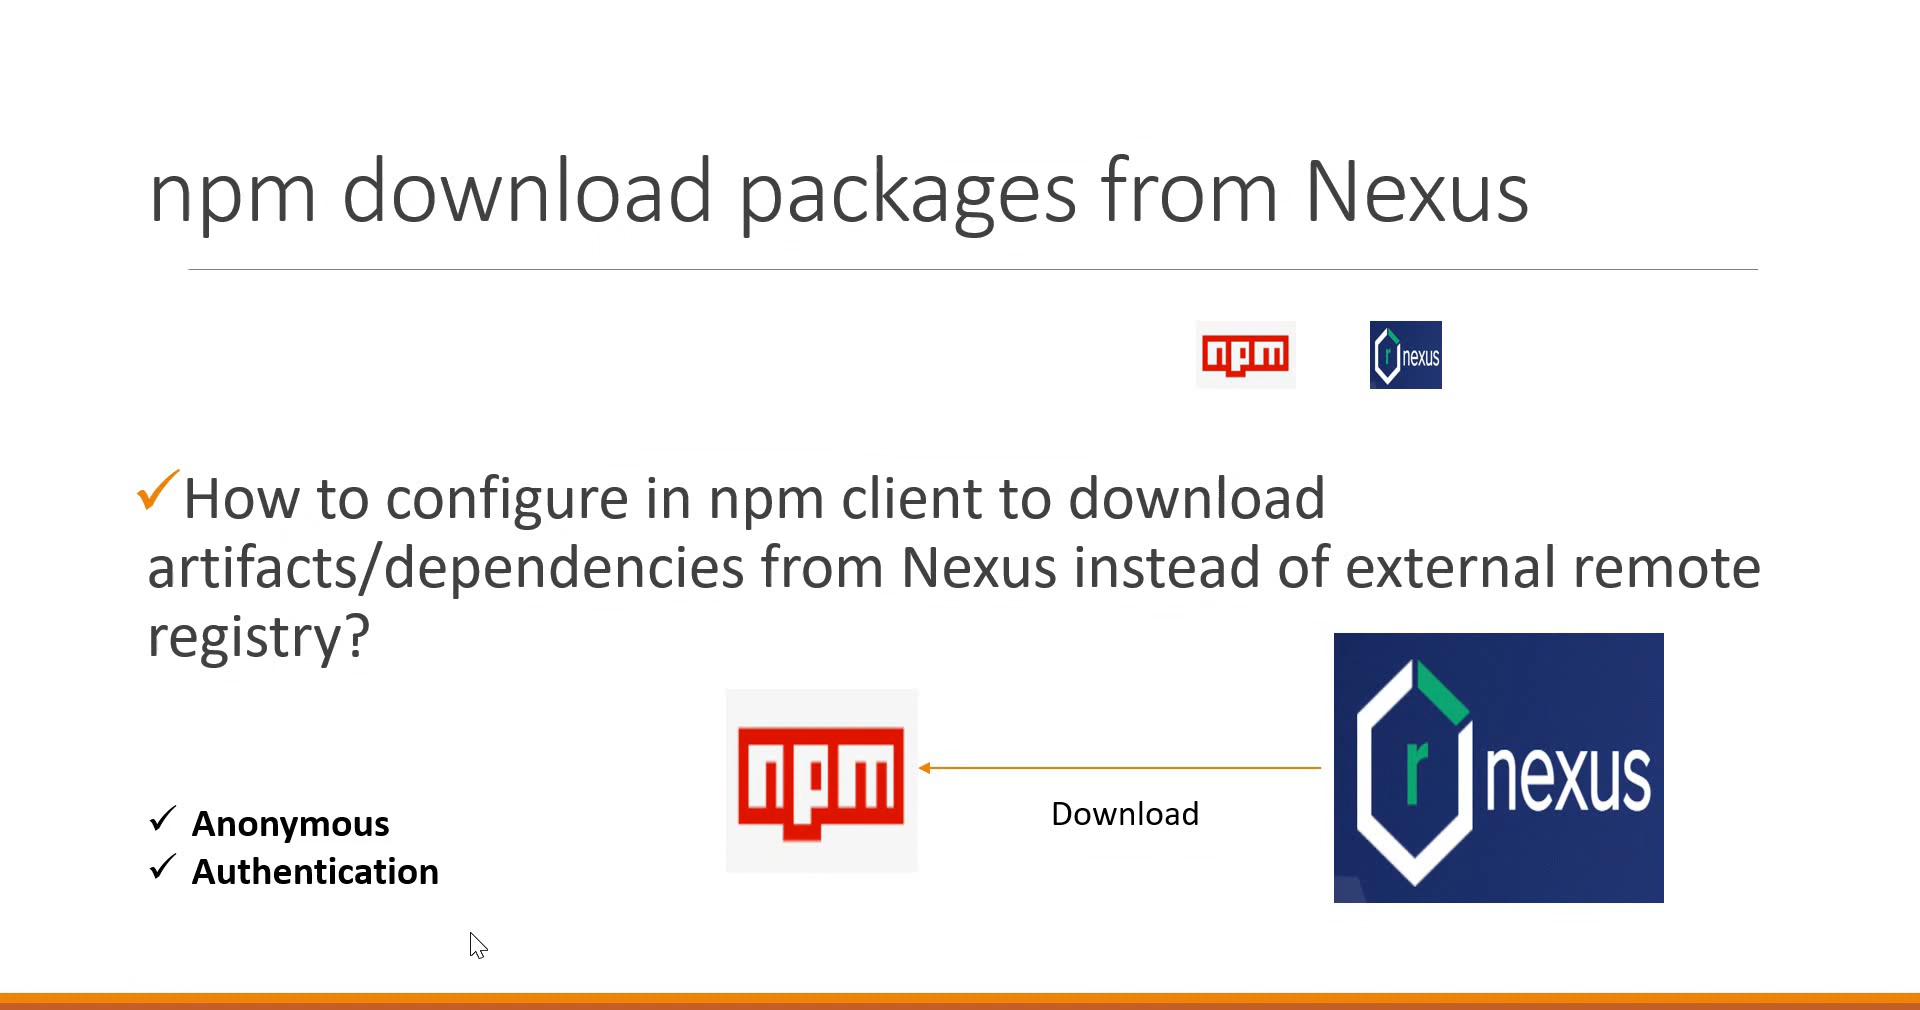 npm download packages from Nexus
npm
r nexus
How to configure in npm client to download
artifacts/dependencies from Nexus instead of external remote
registry?
npm
Download
r nexus
Anonymous
Authentication